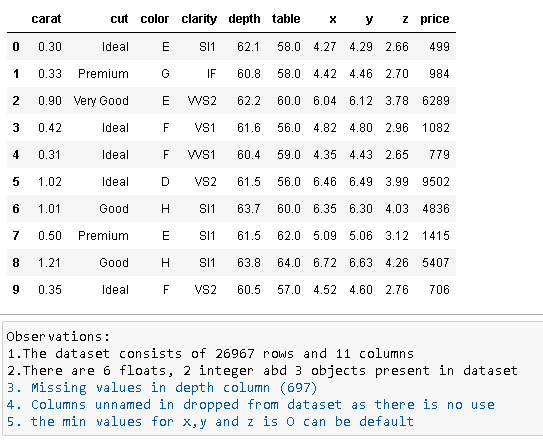 carat cut color clarity depth table x y z price
0 0.30 Ideal E SI1 62.1 58.0 4.27 4.29 2.66 499
1 0.33 Premium G IF 60.8 58.0 4.42 4.46 2.70 984
2 0.90 Very Good E VVS2 62.2 60.0 6.04 6.12 3.78 6289
3 0.42 Ideal F VS1 61.6 56.0 4.82 4.80 2.96 1082
4 0.31 Ideal F VVS1 60.4 59.0 4.35 4.43 2.65 779
5 1.02 Ideal D VS2 61.5 56.0 6.46 6.49 3.99 9502
6 1.01 Good H SI1 63.7 60.0 6.35 6.30 4.03 4836
7 0.50 Premium E SI1 61.5 62.0 5.09 5.06 3.12 1415
8 1.21 Good H SI1 63.8 64.0 6.72 6.63 4.26 5407
9 0.35 Ideal F VS2 60.5 57.0 4.52 4.60 2.76 706
Observations:
1.The dataset consists of 26967 rows and 11 columns
2.There are 6 floats, 2 integer abd 3 objects present in dataset
3. Missing values in depth column (697)
4. Columns unnamed in dropped from dataset as there is no use
5. the min values for x,y and z is O can be default